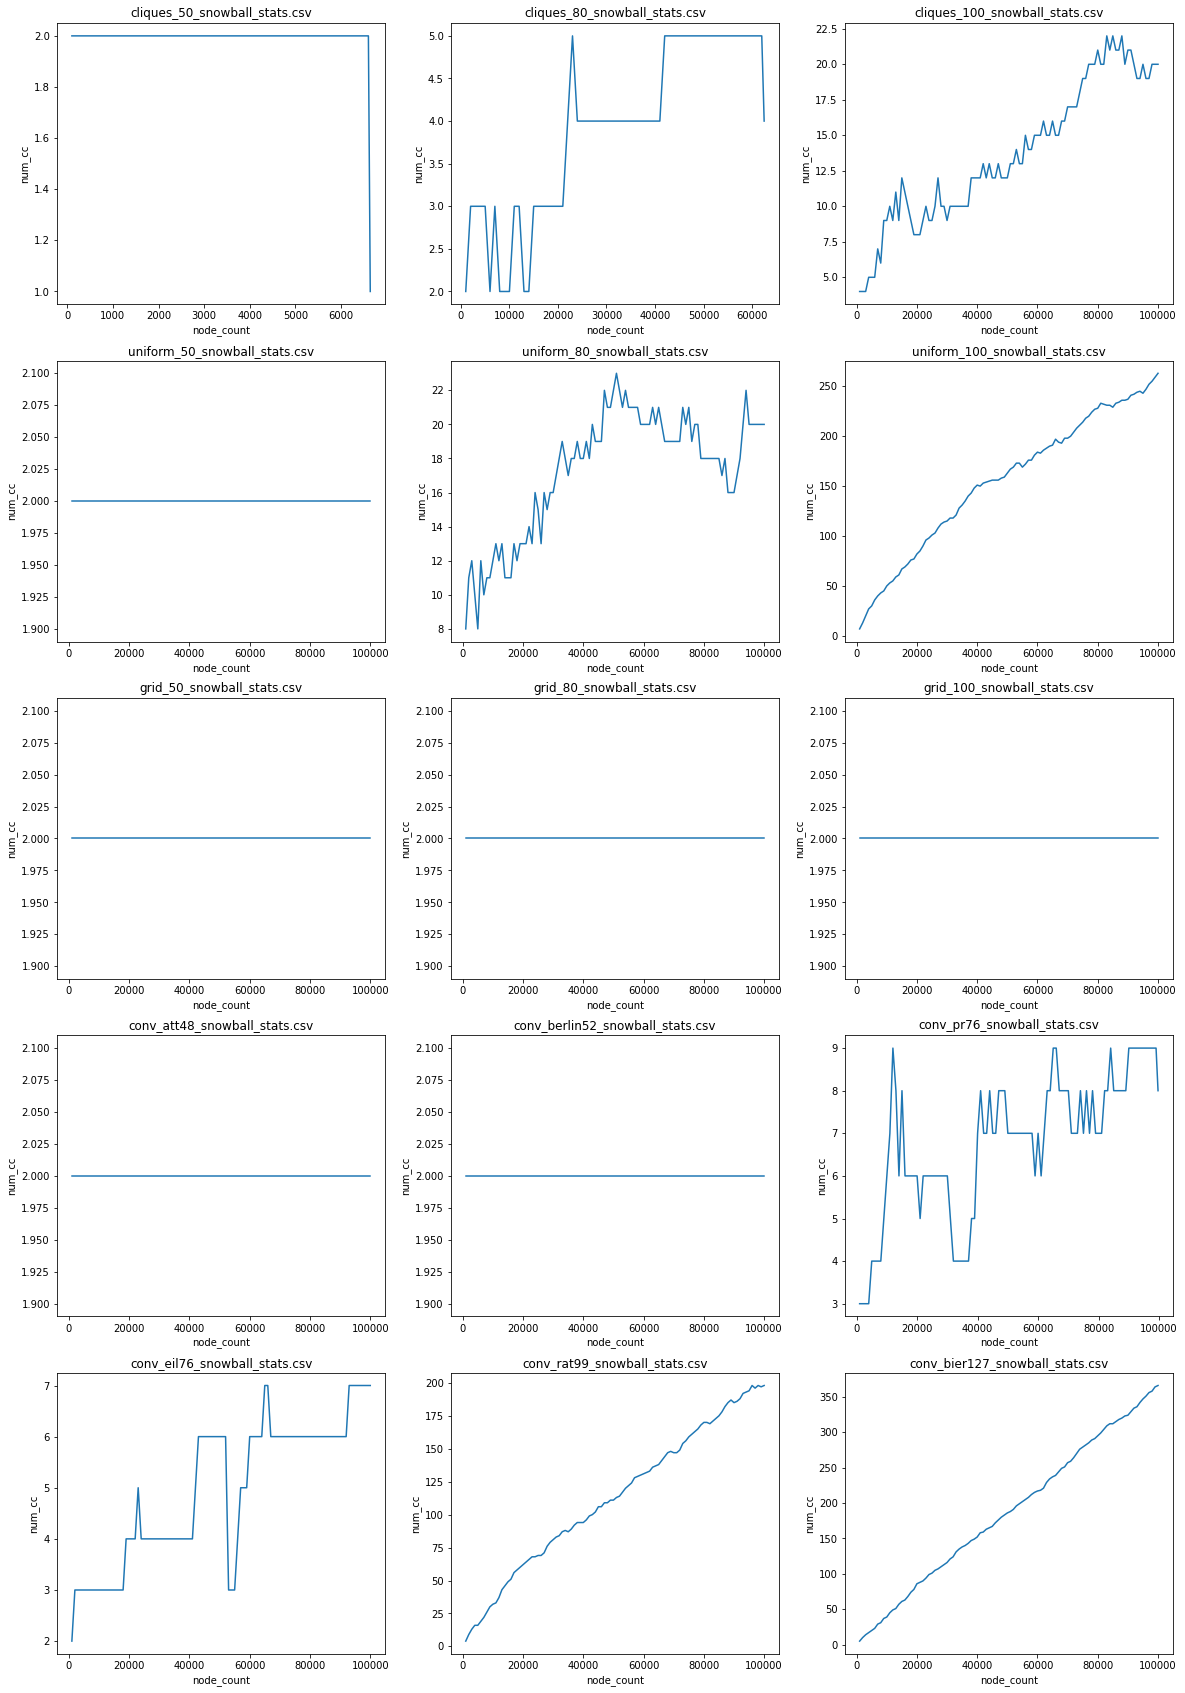 cliques_50_snowball_stats.csv
2.0
1.8
1.6
1.4
1.2
1.0
num_cc
0 1000 2000 3000 4000 5000 6000
node_count
cliques_80_snowball_stats.csv
5.0
4.5
4.0
3.5
3.0
2.5
2.0
num_cc
0 10000 20000 30000 40000 50000 60000
node_count
cliques_100_snowball_stats.csv
22.5
20.0
17.5
15.0
12.5
10.0
7.5
5.0
num_cc
0 20000 40000 60000 80000 100000
node_count
uniform_50_snowball_stats.csv
2.100
2.075
2.050
2.025
2.000
1.975
1.950
1.925
1.900
num_cc
0 20000 40000 60000 80000 100000
node_count
uniform_80_snowball_stats.csv
22
20
18
16
14
12
10
8
num_cc
0 20000 40000 60000 80000 100000
node_count
uniform_100_snowball_stats.csv
250
200
150
100
50
0
num_cc
0 20000 40000 60000 80000 100000
node_count
grid_50_snowball_stats.csv
2.100
2.075
2.050
2.025
2.000
1.975
1.950
1.925
1.900
num_cc
0 20000 40000 60000 80000 100000
node_count
grid_80_snowball_stats.csv
2.100
2.075
2.050
2.025
2.000
1.975
1.950
1.925
1.900
num_cc
0 20000 40000 60000 80000 100000
node_count
grid_100_snowball_stats.csv
2.100
2.075
2.050
2.025
2.000
1.975
1.950
1.925
1.900
num_cc
0 20000 40000 60000 80000 100000
node_count
conv_att48_snowball_stats.csv
2.100
2.075
2.050
2.025
2.000
1.975
1.950
1.925
1.900
num_cc
0 20000 40000 60000 80000 100000
node_count
conv_berlin52_snowball_stats.csv
2.100
2.075
2.050
2.025
2.000
1.975
1.950
1.925
1.900
num_cc
0 20000 40000 60000 80000 100000
node_count
conv_pr76_snowball_stats.csv
9
8
7
6
5
4
3
num_cc
0 20000 40000 60000 80000 100000
node_count
conv_eil76_snowball_stats.csv
7
6
5
4
3
2
num_cc
0 20000 40000 60000 80000 100000
node_count
conv_rat99_snowball_stats.csv
200
175
150
125
100
75
50
25
0
num_cc
0 20000 40000 60000 80000 100000
node_count
conv_bier127_snowball_stats.csv
350
300
250
200
150
100
50
0
num_cc
0 20000 40000 60000 80000 100000
node_count